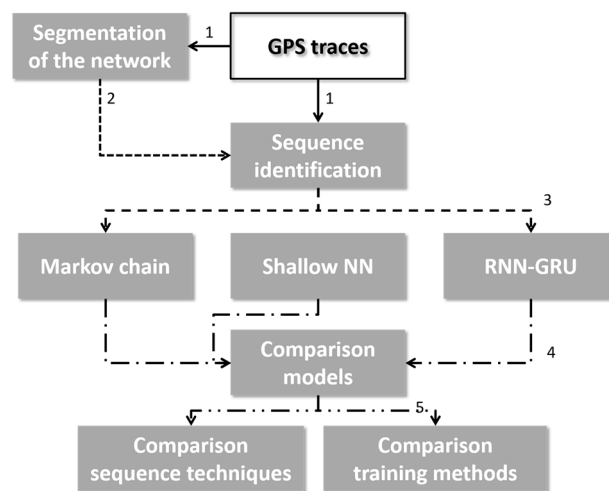 Segmentation
of the network
1
GPS traces
2
1
Sequence
identification
3
Markov chain
Shallow NN
RNN-GRU
Comparison
models
4
5
Comparison
sequence techniques
Comparison
training methods